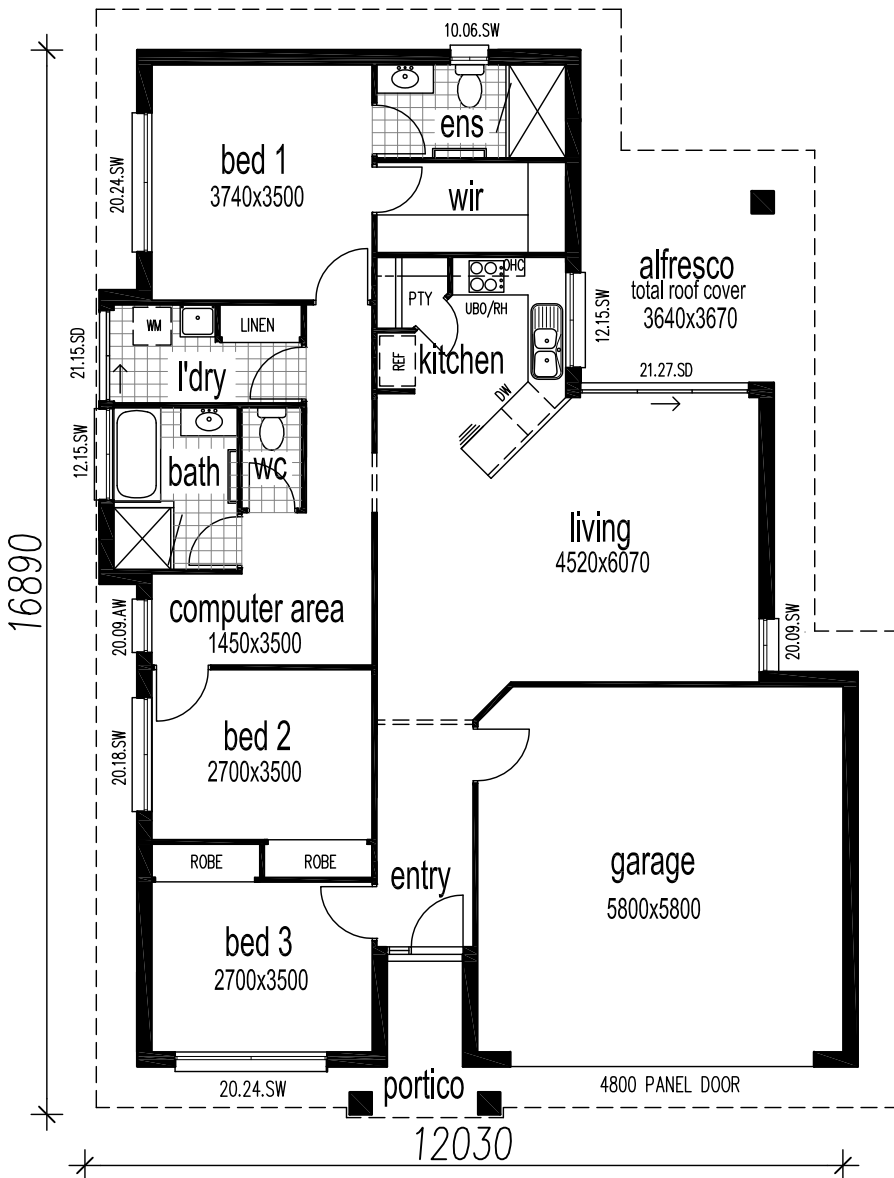 10.06.SW
ens
bed 1
3740x3500
20.24.SW
wir
alfresco
total roof cover
3640x3670
OHC
PTY
UBO/RH
12.15.SW
WM
LINEN
21.15.SD
REF
kitchen
l'dry
21.27.SD
DW
12.15.SW
bath
wc
living
4520x6070
16890
computer area
1450x3500
20.09.AW
20.09.SW
bed 2
2700x3500
20.18.SW
ROBE
ROBE
entry
garage
5800x5800
bed 3
2700x3500
20.24.SW
portico
4800 PANEL DOOR
12030